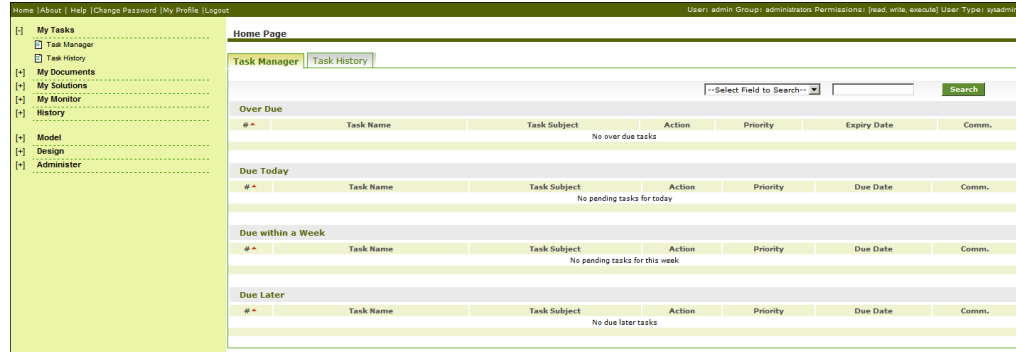 Home |About | Help |Change Password |My Profile |Logout User: admin Group: administrators Permissions: [read, write, execute] User Type: sysadmin
[-] My Tasks
Task Manager
Task History
[+] My Documents
[+] My Solutions
[+] My Monitor
[+] History
[+] Model
[+] Design
[+] Administer
Home Page
Task Manager Task History
--Select Field to Search-- Search
Over Due
# Task Name Task Subject Action Priority Expiry Date Comm.
No over due tasks
Due Today
# Task Name Task Subject Action Priority Due Date Comm.
No pending tasks for today
Due within a Week
# Task Name Task Subject Action Priority Due Date Comm.
No pending tasks for this week
Due Later
# Task Name Task Subject Action Priority Due Date Comm.
No due later tasks